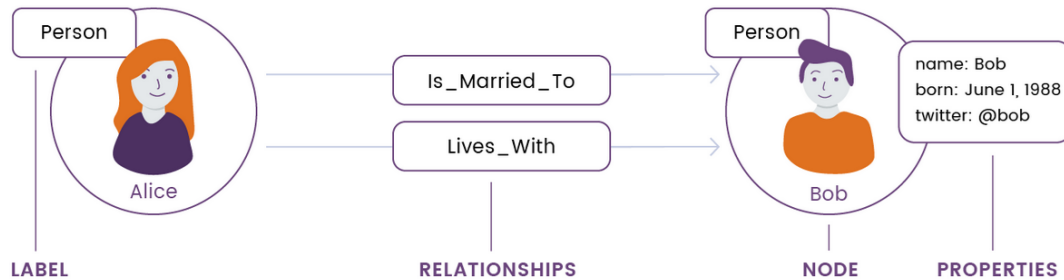 Person
Alice
Is_Married_To
Lives_With
Person
Bob
name: Bob
born: June 1, 1988
twitter: @bob
LABEL
RELATIONSHIPS
NODE
PROPERTIES